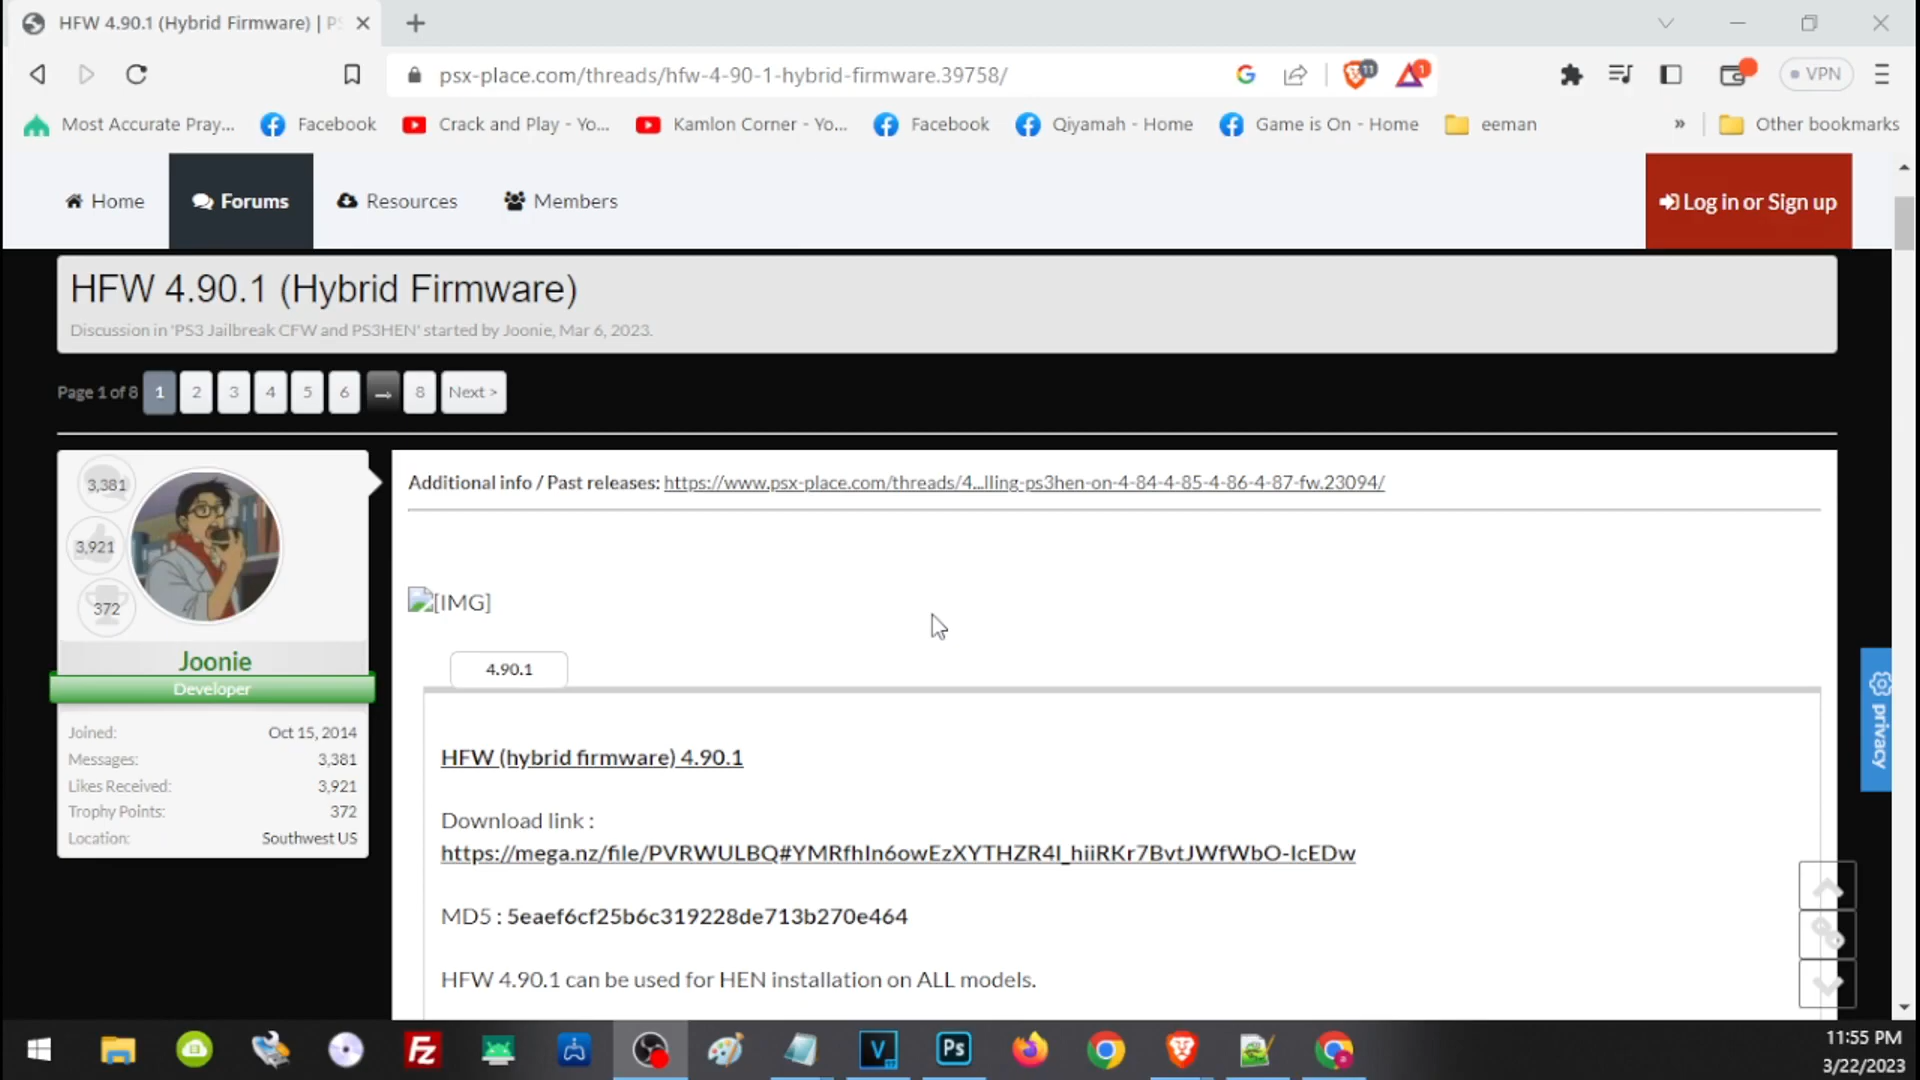 HFW 4.90.1 (Hybrid Firmware) | P
psx-place.com/threads/hfw-4-90-1-hybrid-firmware.39758/
11
1
VPN
Most Accurate Pray...
Facebook
Crack and Play - Yo...
Kamlon Corner - Yo...
Facebook
Qiyamah - Home
Game is On - Home
eeman
»
Other bookmarks
Home
Forums
Resources
Members
Log in or Sign up
HFW 4.90.1 (Hybrid Firmware)
Discussion in 'PS3 Jailbreak CFW and PS3HEN' started by Joonie, Mar 6, 2023.
Page 1 of 8 1 2 3 4 5 6 → 8 Next >
3,381
3,921
372
Joonie
Developer
Joined: Oct 15, 2014
Messages: 3,381
Likes Received: 3,921
Trophy Points: 372
Location: Southwest US
Additional info / Past releases: https://www.psx-place.com/threads/4...lling-ps3hen-on-4-84-4-85-4-86-4-87-fw.23094/
[IMG]
4.90.1
HFW (hybrid firmware) 4.90.1
Download link :
https://mega.nz/file/PVRWULBQ#YMRfhIn6owEzXYTHZR4I_hiiRKr7BvtJWfWbO-IcEDw
MD5 : 5eaef6cf25b6c319228de713b270e464
HFW 4.90.1 can be used for HEN installation on ALL models.
privacy
Fz
V
Ps
11:55 PM
3/22/2023